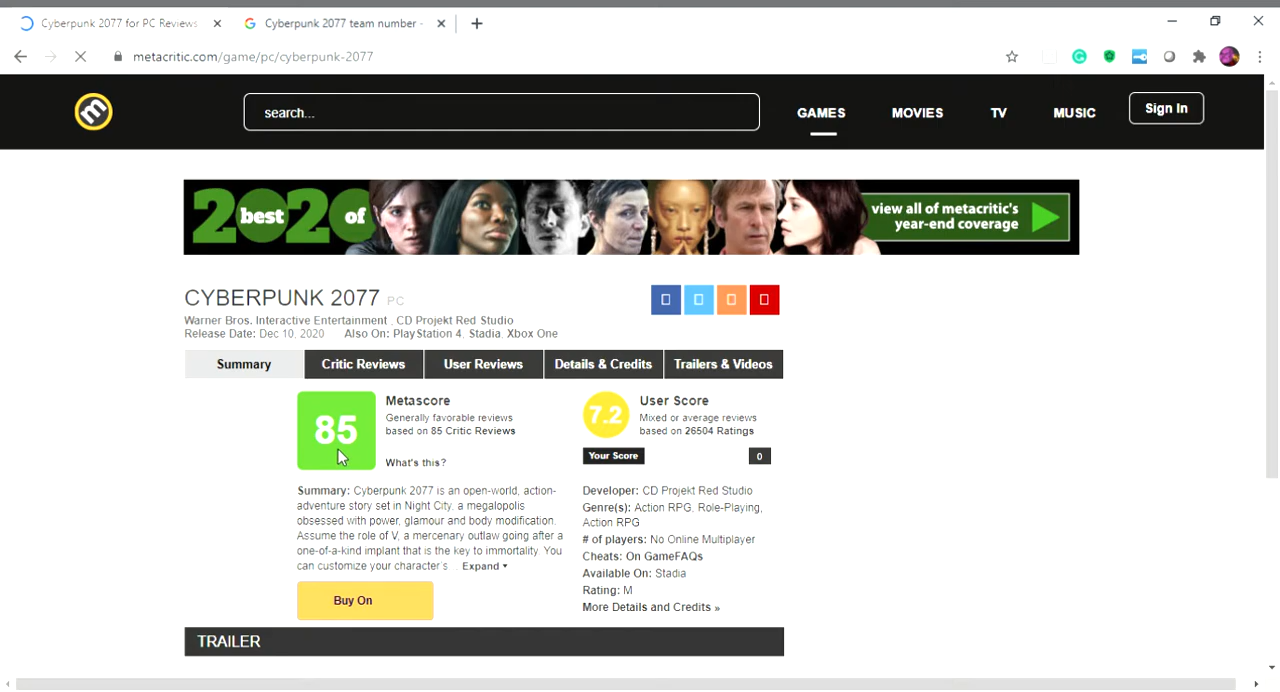 Cyberpunk 2077 for PC Reviews
Cyberpunk 2077 team number -
metacritic.com/game/pc/cyberpunk-2077
search...
GAMES
MOVIES
TV
MUSIC
Sign In
2020 best of
view all of metacritic's
year-end coverage
CYBERPUNK 2077 PC
Warner Bros. Interactive Entertainment , CD Projekt Red Studio
Release Date: Dec 10, 2020 Also On: PlayStation 4, Stadia, Xbox One
Summary
Critic Reviews
User Reviews
Details & Credits
Trailers & Videos
85
Metascore
Generally favorable reviews
based on 85 Critic Reviews
What's this?
7.2
User Score
Mixed or average reviews
based on 26504 Ratings
Your Score
0
Summary: Cyberpunk 2077 is an open-world, action-
adventure story set in Night City, a megalopolis
obsessed with power, glamour and body modification.
Assume the role of V, a mercenary outlaw going after a
one-of-a-kind implant that is the key to immortality. You
can customize your character's … Expand
Buy On
Developer: CD Projekt Red Studio
Genre(s): Action RPG, Role-Playing,
Action RPG
# of players: No Online Multiplayer
Cheats: On GameFAQs
Available On: Stadia
Rating: M
More Details and Credits »
TRAILER